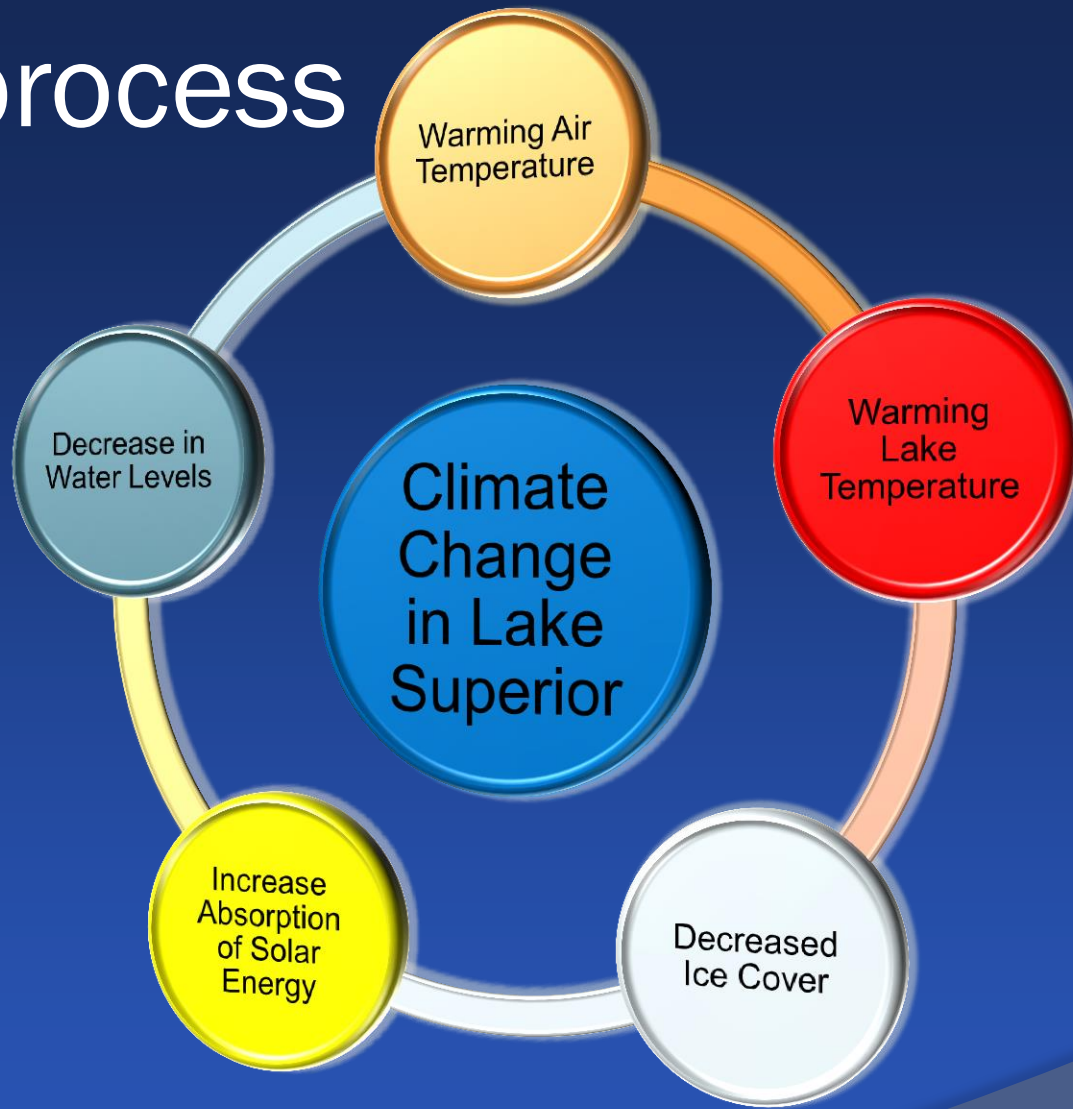 process
Warming Air
Temperature
Warming
Lake
Temperature
Decreased
Ice Cover
Increase
Absorption
of Solar
Energy
Decrease in
Water Levels
Climate
Change
in Lake
Superior